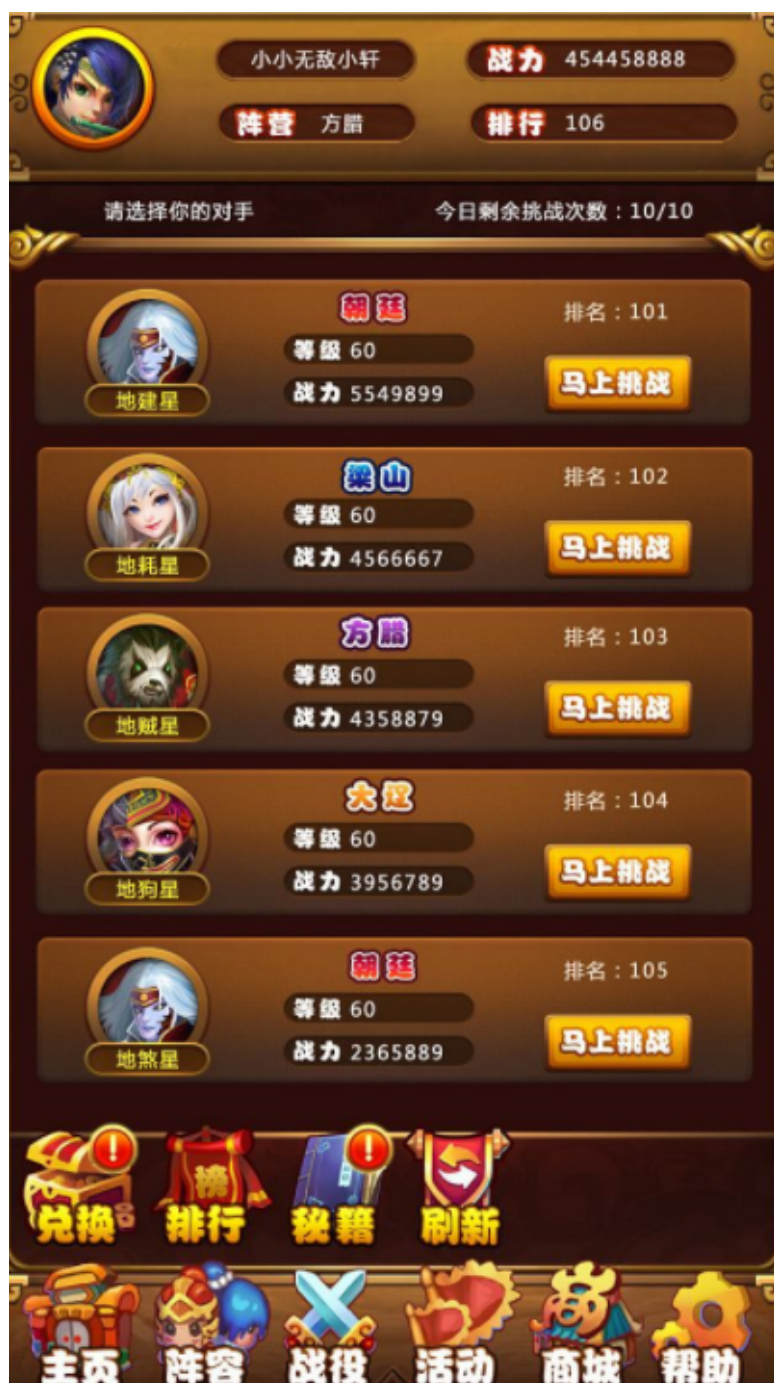 小小无敌小轩 战力 454458888
阵营 方腊 排行 106
请选择你的对手 今日剩余挑战次数：10/10
朝廷 排名：101
等级 60
马上挑战
战力 5549899
地建星
梁山 排名：102
等级 60
马上挑战
战力 4566667
地耗星
方腊 排名：103
等级 60
马上挑战
战力 4358879
地贼星
大辽 排名：104
等级 60
马上挑战
战力 3956789
地狗星
朝廷 排名：105
等级 60
马上挑战
战力 2365889
地煞星
榜
兑换 排行 秘籍 刷新
商
主页 阵容 战役 活动 商城 帮助